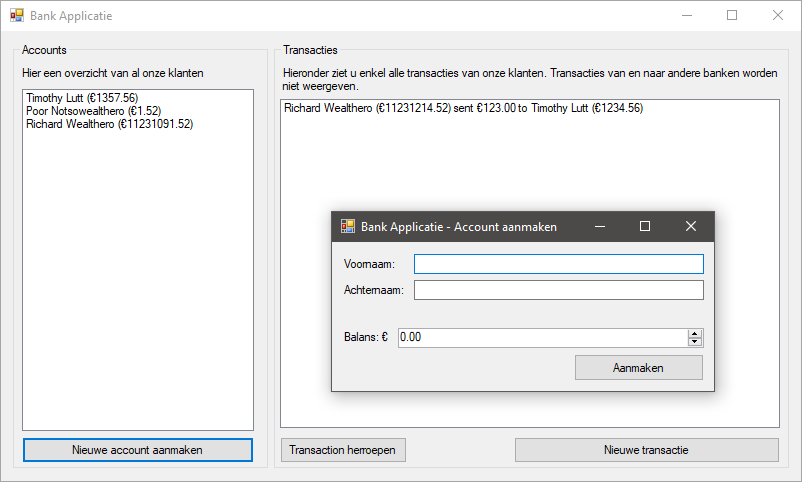 Bank Applicatie
Accounts
Hier een overzicht van al onze klanten
Timothy Lutt (€1357.56)
Poor Notsowealthero (€1.52)
Richard Wealthero (€11231091.52)
Nieuwe account aanmaken
Transacties
Hieronder ziet u enkel alle transacties van onze klanten. Transacties van en naar andere banken worden
niet weergeven.
Richard Wealthero (€11231214.52) sent €123.00 to Timothy Lutt (€1234.56)
Transaction herroepen
Nieuwe transactie
Bank Applicatie - Account aanmaken
Voornaam:
Achternaam:
Balans: € 0.00
Aanmaken